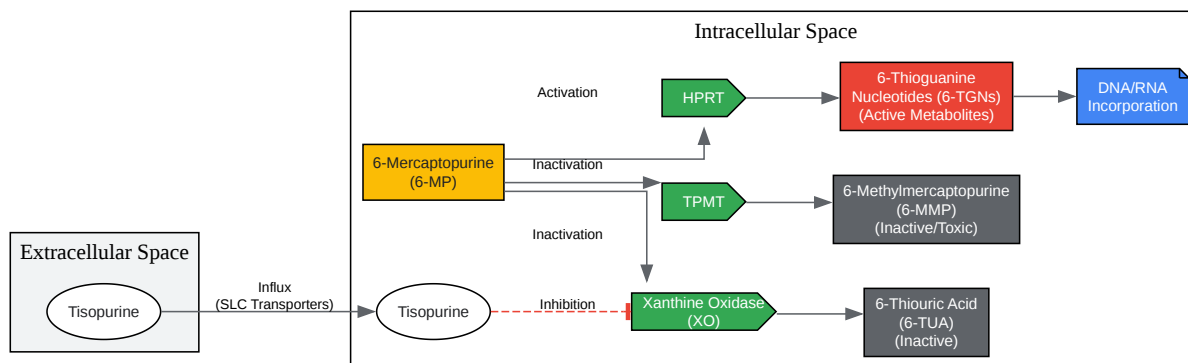 Intracellular Space
Activation
HPRT
6-Thioguanine
Nucleotides (6-TGNs)
(Active Metabolites)
DNA/RNA
Incorporation
6-Mercaptopurine
(6-MP)
Inactivation
TPMT
6-Methylmercaptopurine
(6-MMP)
(Inactive/Toxic)
Inactivation
Extracellular Space
Tisopurine
Influx
(SLC Transporters)
Tisopurine
Inhibition
Xanthine Oxidase
(XO)
6-Thiouric Acid
(6-TUA)
(Inactive)